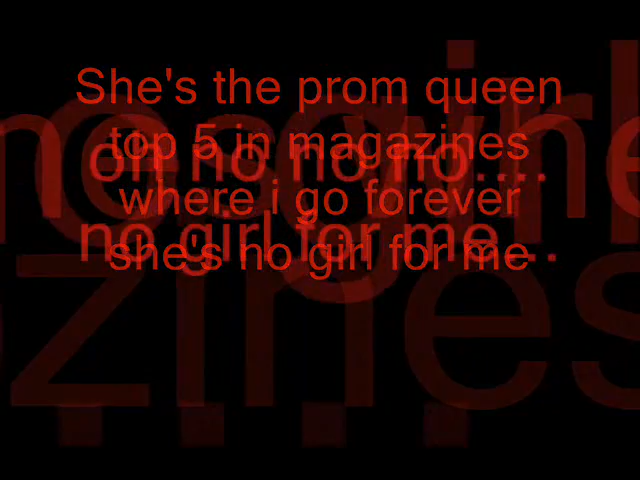 She's the prom queen
top 5 in magazines
oh no no no....
where i go forever
no girl for me...
she's no girl for me